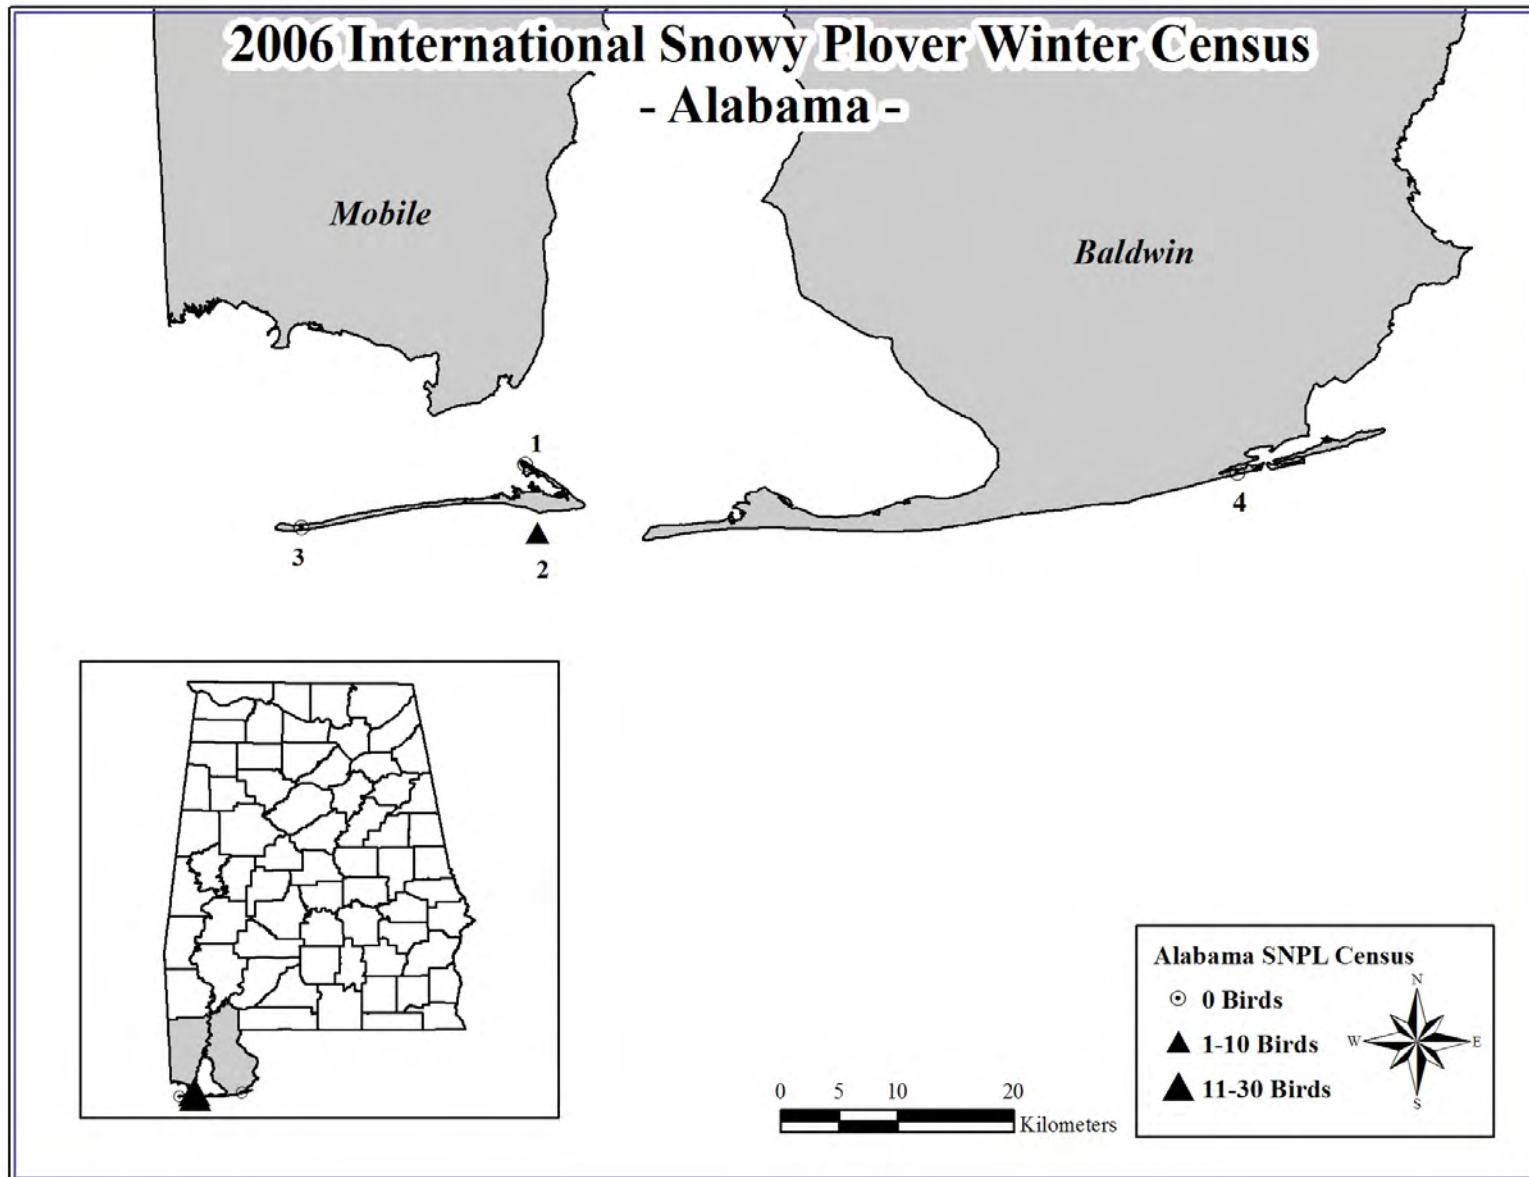 2006 International Snowy Plover Winter Census
- Alabama -
Mobile
Baldwin
1
2
3
4
Alabama SNPL Census
0 Birds
1-10 Birds
11-30 Birds
N
W
E
S
0 5 10 20
Kilometers